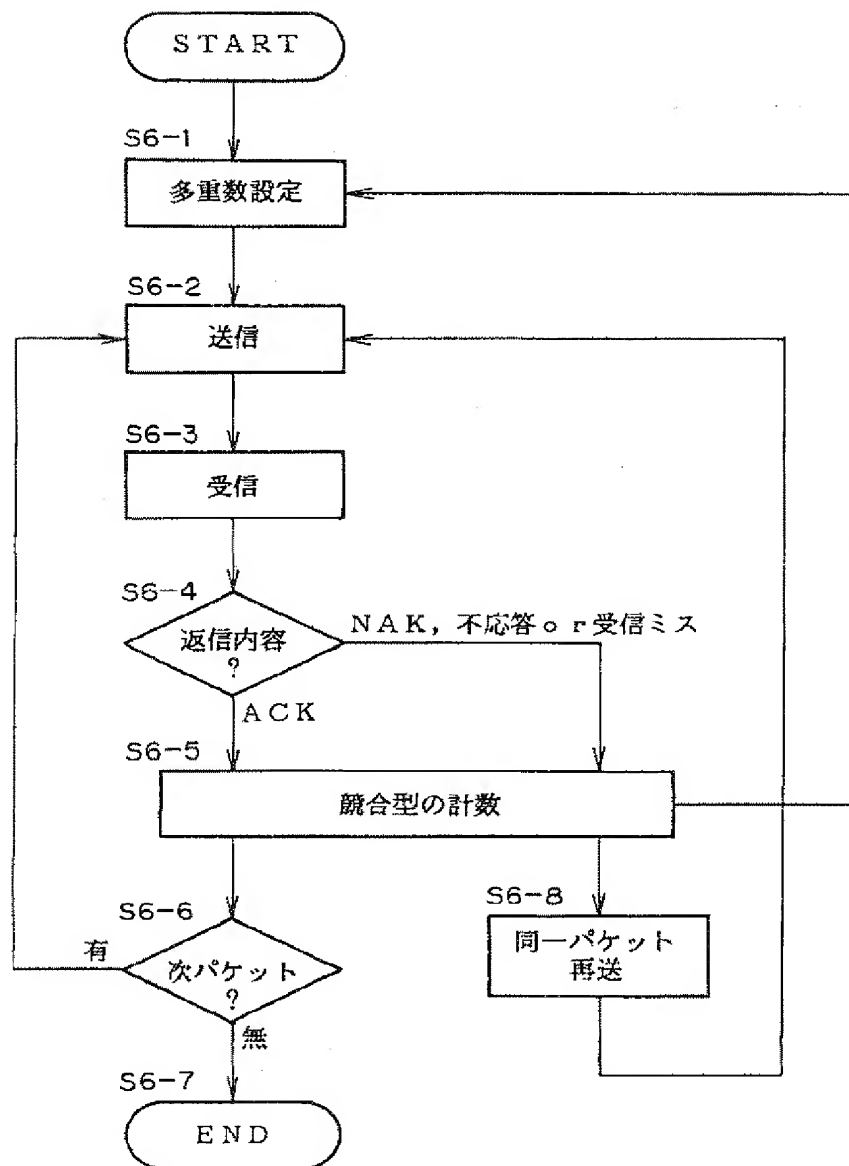 START
S6-1
多重数設定
S6-2
送信
S6-3
受信
S6-4
返信内容
?
NAK, 不応答or受信ミス
ACK
S6-5
競合型の計数
S6-6
有
次パケット
?
無
S6-8
同一パケット
再送
S6-7
END